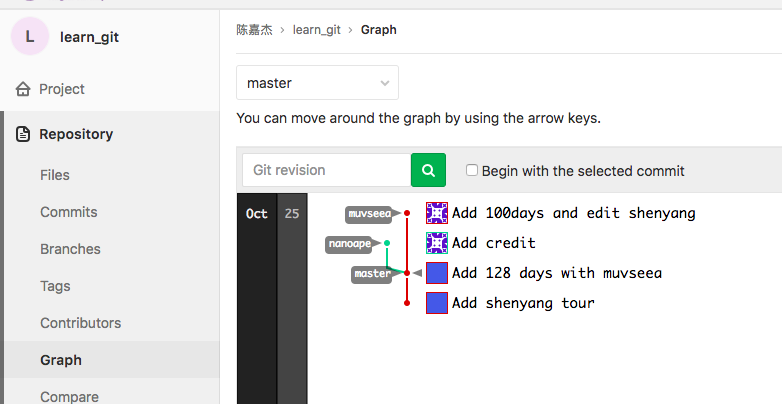 L learn_git
陈嘉杰 > learn_git > Graph
Project
Repository
Files
Commits
Branches
Tags
Contributors
Graph
Compare
master
You can move around the graph by using the arrow keys.
Git revision
Begin with the selected commit
Oct 25
muvseea Add 100days and edit shenyang
nanoape Add credit
master Add 128 days with muvseea
Add shenyang tour